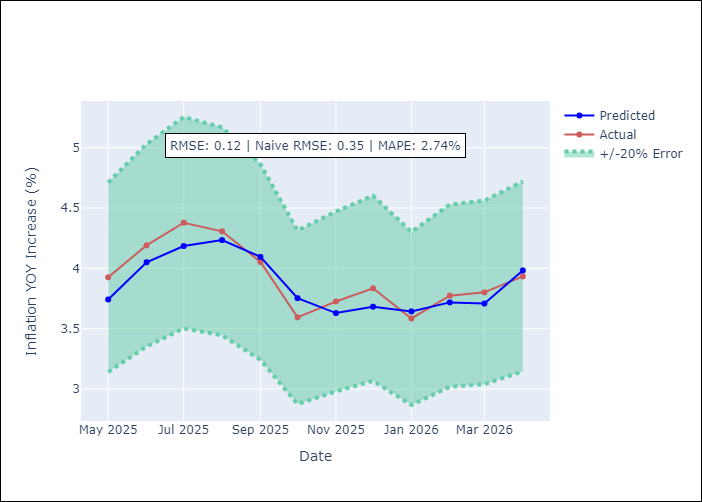 Predicted
Actual
+/-20% Error
RMSE: 0.12 | Naive RMSE: 0.35 | MAPE: 2.74%
5
4.5
4
3.5
3
Inflation YOY Increase (%)
May 2025 Jul 2025 Sep 2025 Nov 2025 Jan 2026 Mar 2026
Date